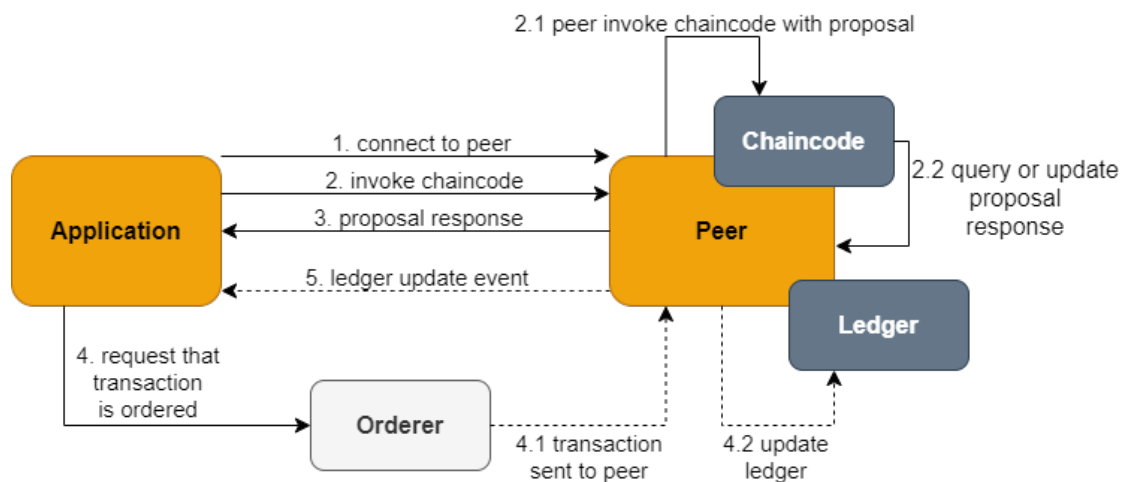 2.1 peer invoke chaincode with proposal
Chaincode
1. connect to peer
2. invoke chaincode
2.2 query or update
proposal
response
3. proposal response
Application
Peer
5. ledger update event
Ledger
4. request that
transaction
is ordered
Orderer
4.1 transaction
sent to peer
4.2 update
ledger